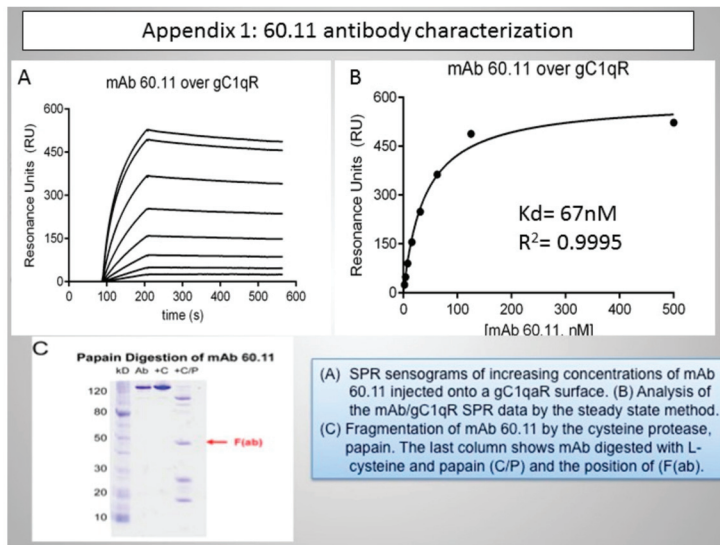 Appendix 1: 60.11 antibody characterization
A
mAb 60.11 over gC1qR
Resonance Units (RU)
600
450
300
150
0
0 100 200 300 400 500 600
time (s)
B
mAb 60.11 over gC1qR
Resonance Units (RU)
600
450
300
150
0
Kd= 67nM
R²= 0.9995
0 100 200 300 400 500
[mAb 60.11, nM]
C
Papain Digestion of mAb 60.11
kD Ab +C +C/P
120
80
50
30
20
10
F(ab)
(A) SPR sensograms of increasing concentrations of mAb
60.11 injected onto a gC1qaR surface. (B) Analysis of
the mAb/gC1qR SPR data by the steady state method.
(C) Fragmentation of mAb 60.11 by the cysteine protease,
papain. The last column shows mAb digested with L-
cysteine and papain (C/P) and the position of (F(ab).